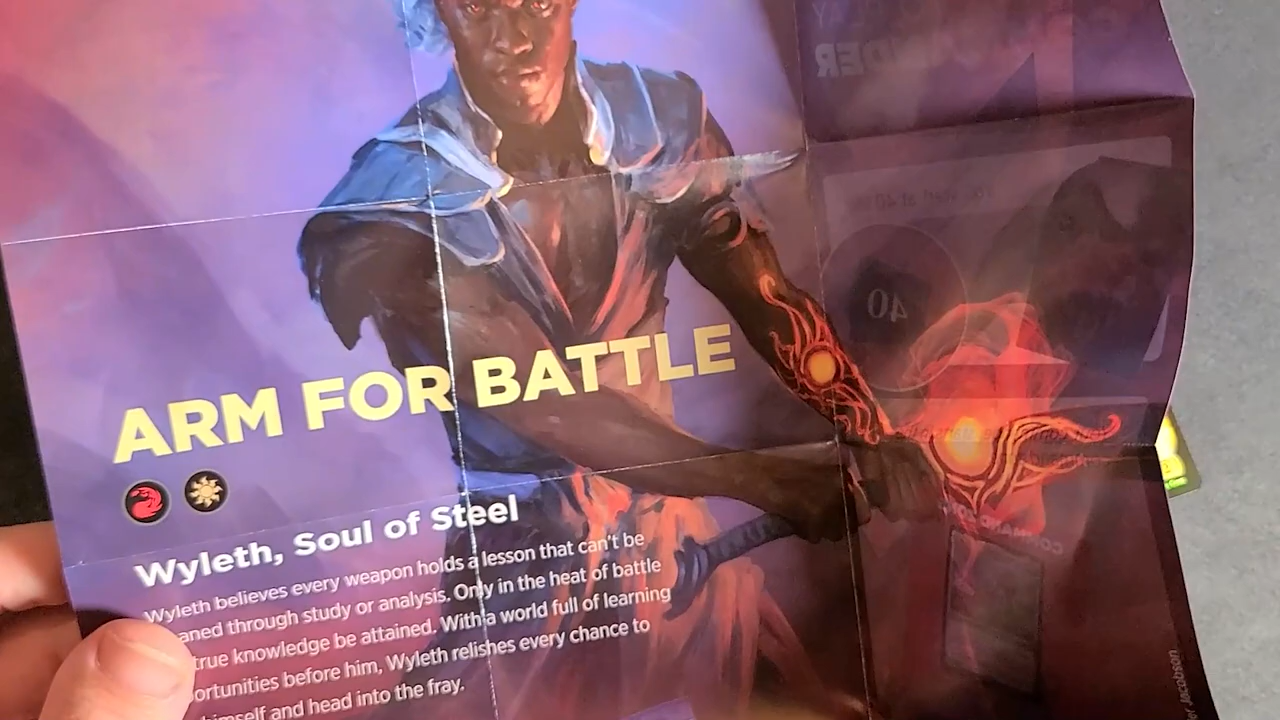 ARM FOR BATTLE
Wyleth, Soul of Steel
Wyleth believes every weapon holds a lesson that can't be
through study or analysis. Only in the heat of battle
true knowledge be attained. With a world full of learning
before him, Wyleth relishes every chance to
and head into the fray.
40
Jacobson